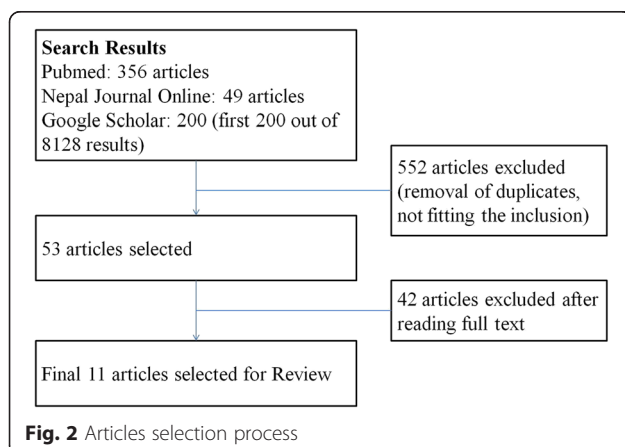 Search Results
Pubmed: 356 articles
Nepal Journal Online: 49 articles
Google Scholar: 200 (first 200 out of
8128 results)
552 articles excluded
(removal of duplicates,
not fitting the inclusion)
53 articles selected
42 articles excluded after
reading full text
Final 11 articles selected for Review
Fig. 2 Articles selection process